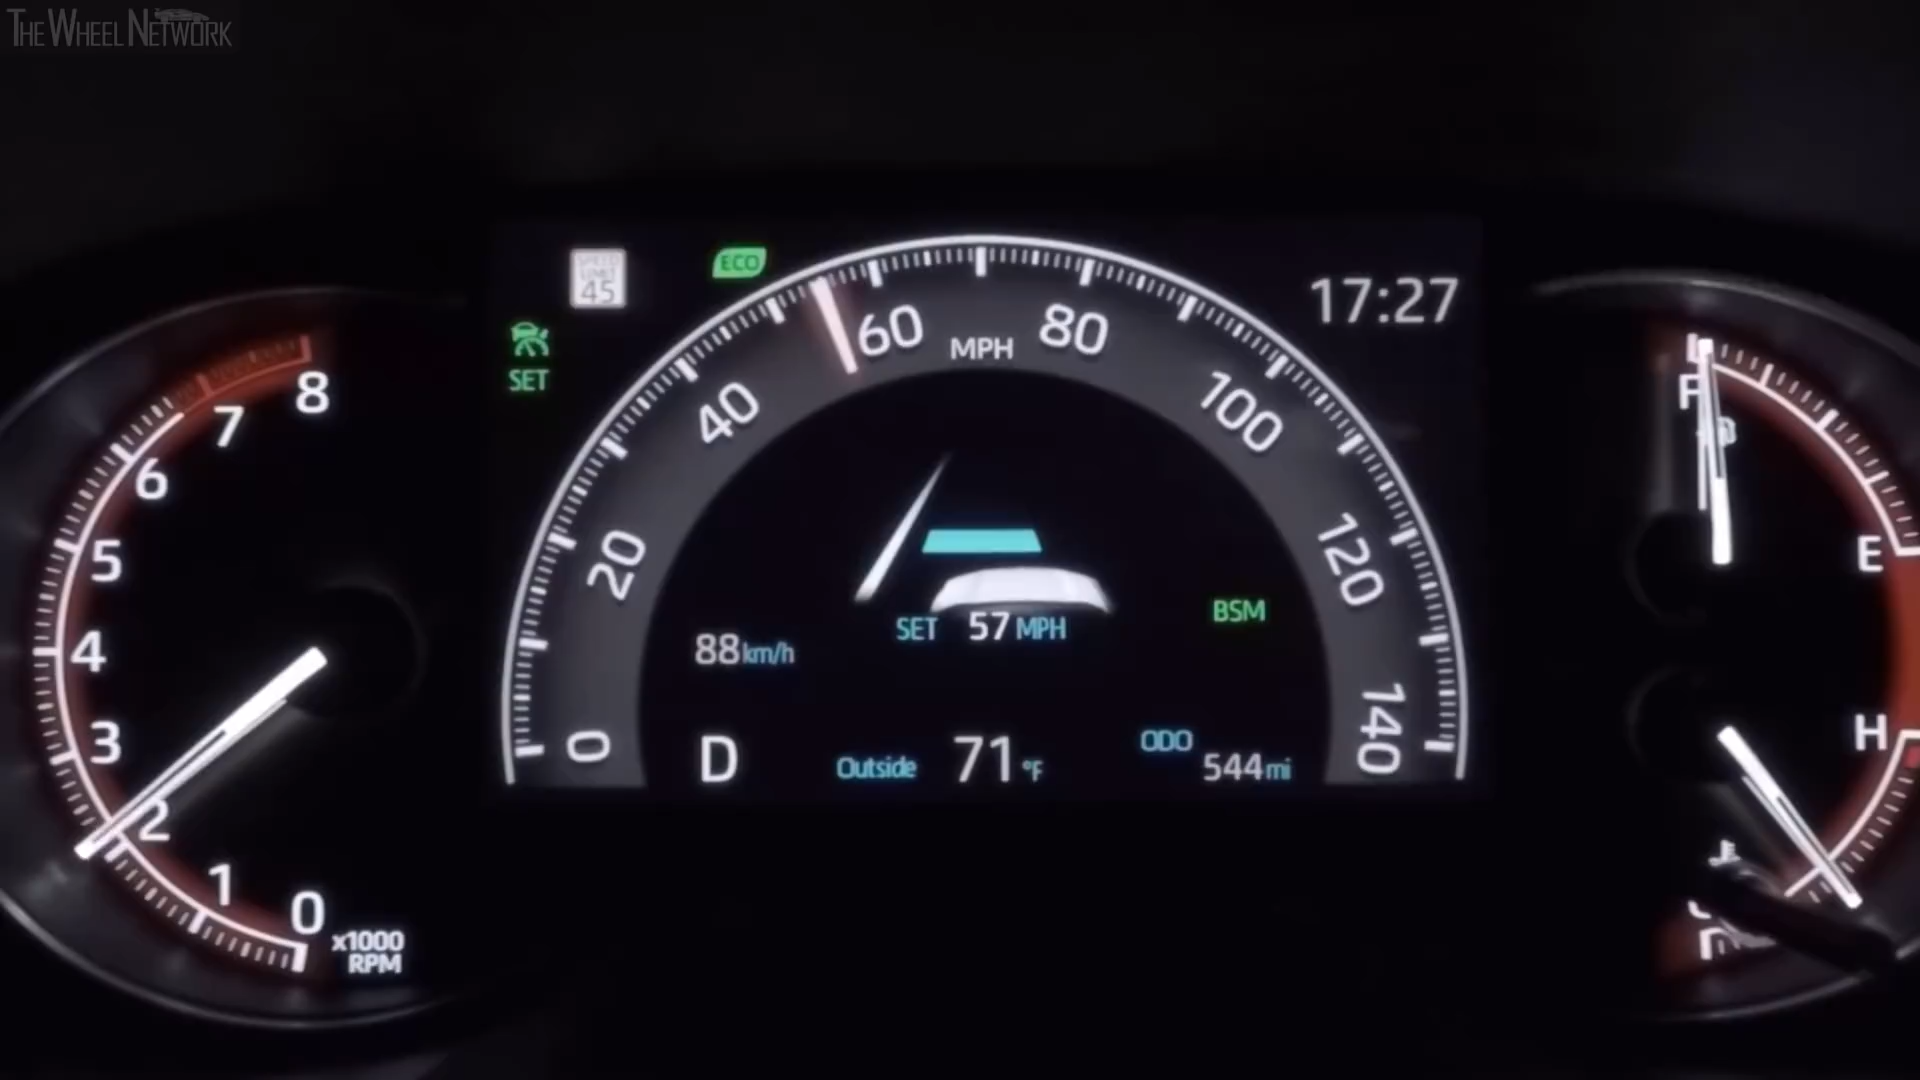 THE WHEEL NETWORK
SPEED
LIMIT
45
ECO
SET
17:27
MPH
0
20
40
60
80
100
120
140
8
7
6
5
4
3
2
1
0
x1000
RPM
SET 57 MPH
88 km/h
BSM
D
Outside 71 °F
ODO
544 mi
F
E
H